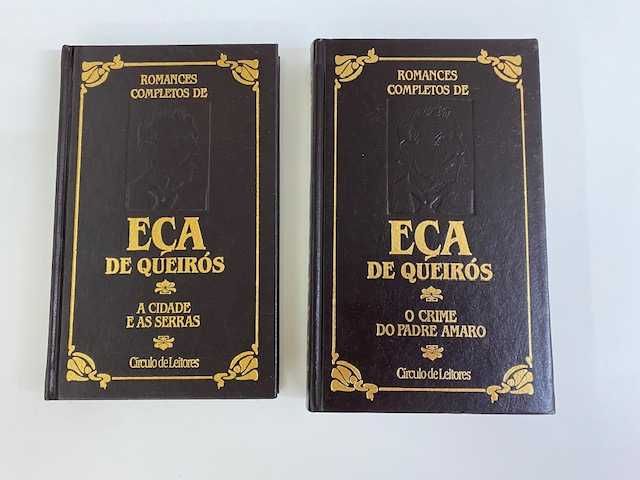 ROMANCES
COMPLETOS DE
EÇA
DE QUEIRÓS
A CIDADE
E AS SERRAS
Círculo de Leitores
ROMANCES
COMPLETOS DE
EÇA
DE QUEIRÓS
O CRIME
DO PADRE AMARO
Círculo de Leitores